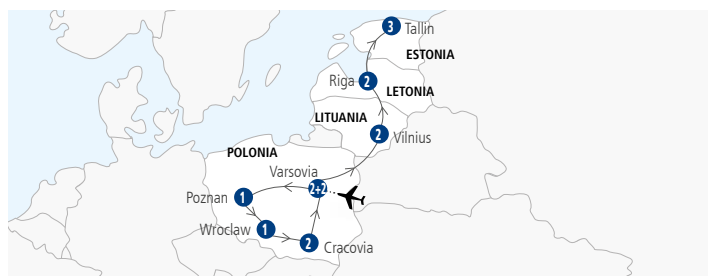 3 Tallin
ESTONIA
Riga 2
LETONIA
LITUANIA
2 Vilnius
POLONIA
Varsovia
2+2
Poznan 1
Wroclaw 1
2 Cracovia